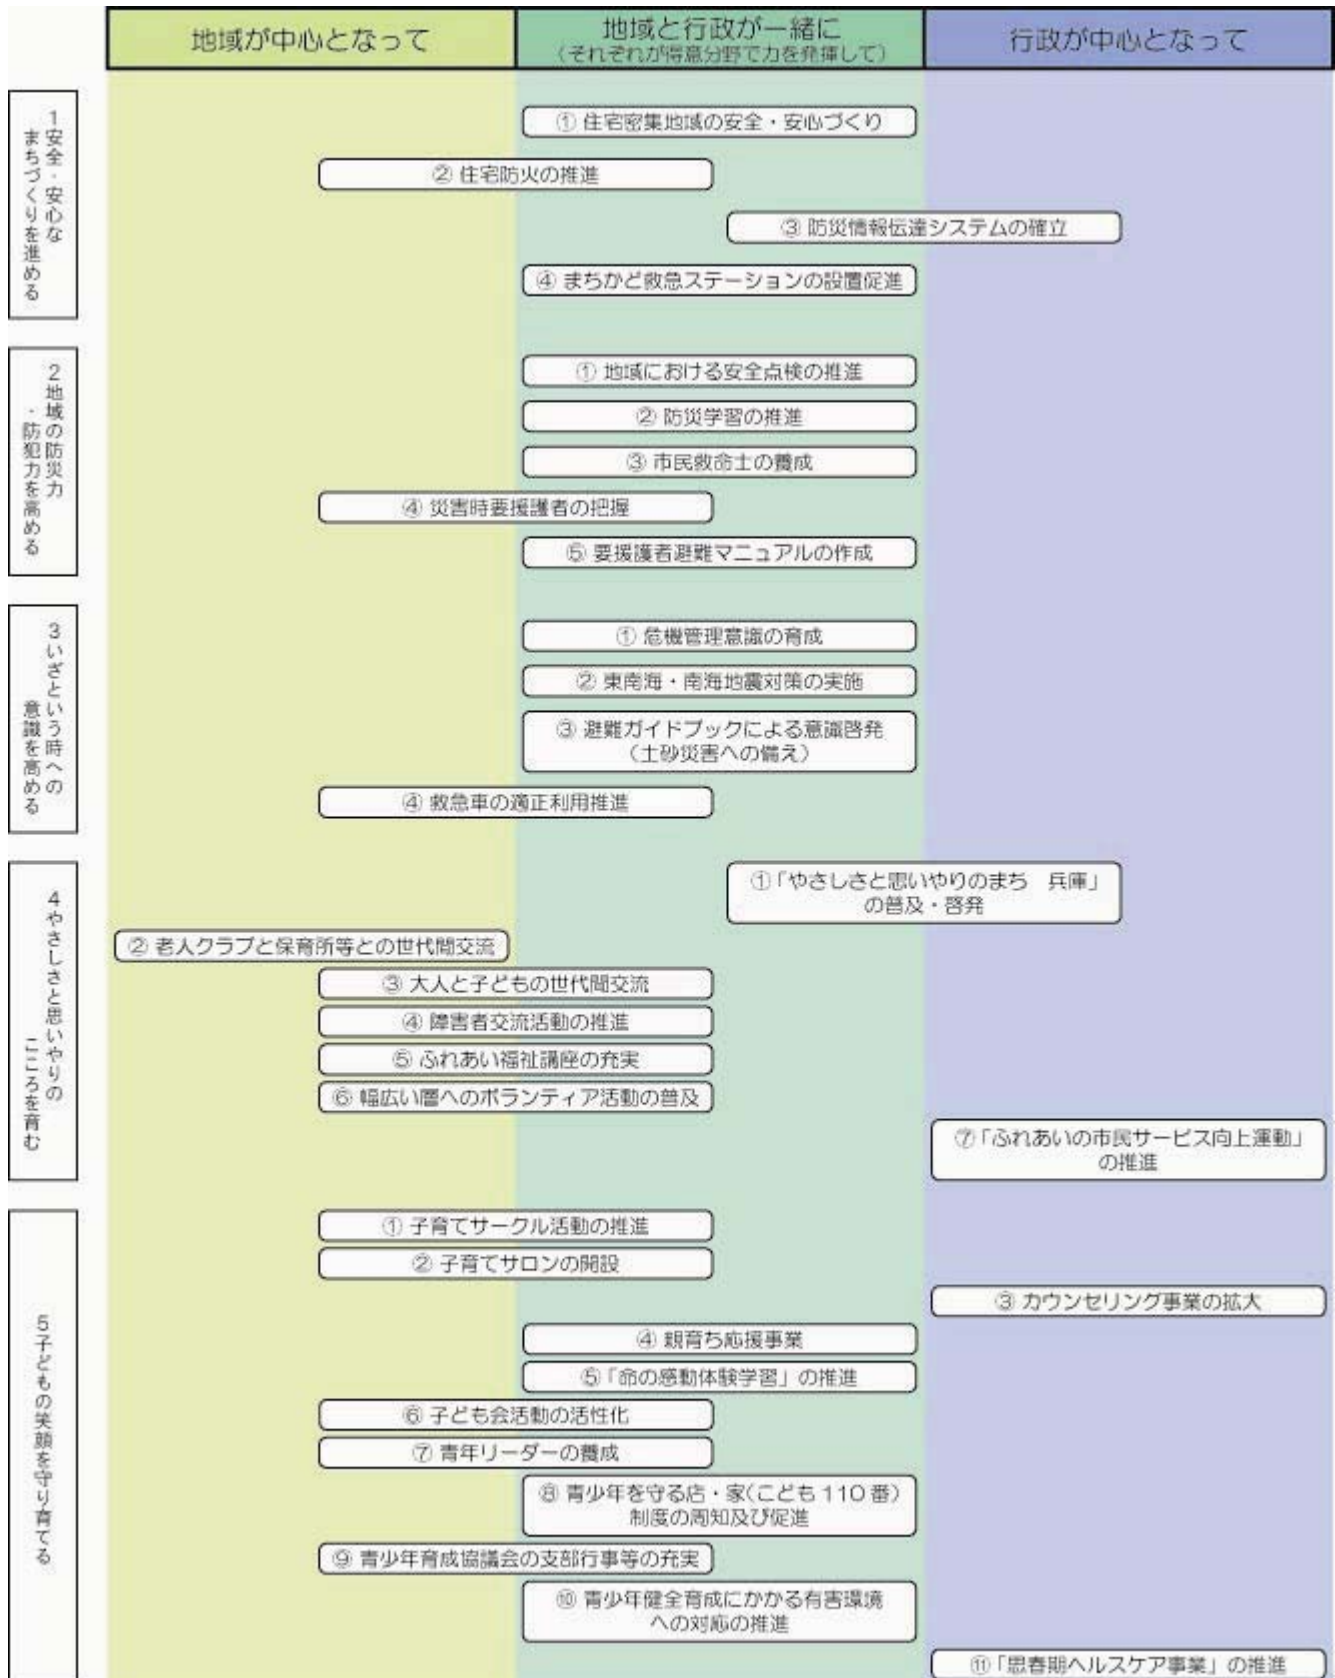 地域が中心となって
地域と行政が一緒に
(それぞれが得意分野で力を発揮して)
行政が中心となって
1安全・安心な
まちづくりを進める
① 住宅密集地域の安全・安心づくり
② 住宅防火の推進
③ 防災情報伝達システムの確立
④ まちかど救急ステーションの設置促進
2地域の防災力
・防犯力を高める
① 地域における安全点検の推進
② 防災学習の推進
③ 市民救命士の養成
④ 災害時要援護者の把握
⑤ 要援護者避難マニュアルの作成
3いざという時への
意識を高める
① 危機管理意識の育成
② 東南海・南海地震対策の実施
③ 避難ガイドブックによる意識啓発
(土砂災害への備え)
④ 救急車の適正利用推進
4やさしさと思いやりの
こころを育む
①「やさしさと思いやりのまち 兵庫」
の普及・啓発
② 老人クラブと保育所等との世代間交流
③ 大人と子どもの世代間交流
④ 障害者交流活動の推進
⑤ ふれあい福祉講座の充実
⑥ 幅広い層へのボランティア活動の普及
⑦「ふれあいの市民サービス向上運動」
の推進
5子どもの笑顔を守り育てる
① 子育てサークル活動の推進
② 子育てサロンの開設
③ カウンセリング事業の拡大
④ 親育ち応援事業
⑤「命の感動体験学習」の推進
⑥ 子ども会活動の活性化
⑦ 青年リーダーの養成
⑧ 青少年を守る店・家(こども110番)
制度の周知及び促進
⑨ 青少年育成協議会の支部行事等の充実
⑩ 青少年健全育成にかかる有害環境
への対応の推進
⑪「思春期ヘルスケア事業」の推進